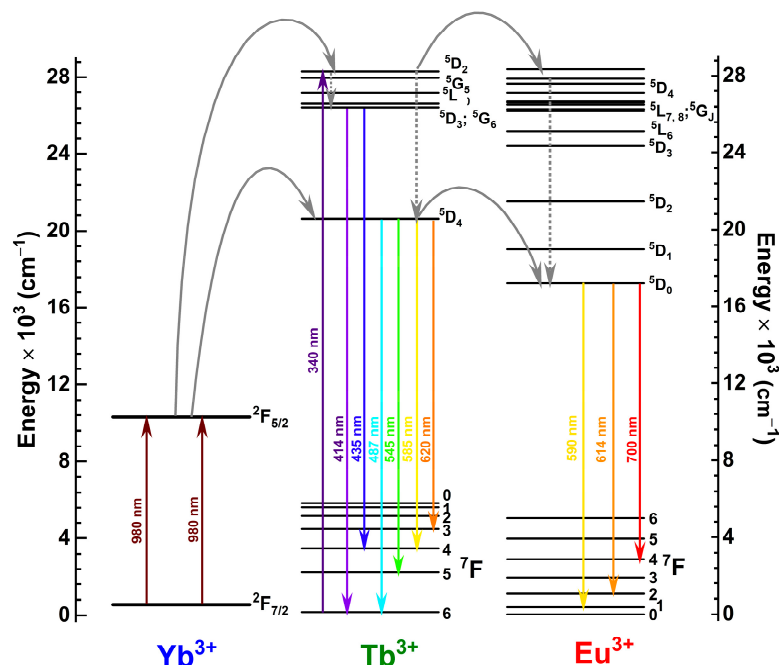 28
24
20
16
12
8
4
0
Energy × 10³ (cm⁻¹)
²F₅/₂
980 nm
980 nm
²F₇/₂
Yb³⁺
⁵D₂
⁵G₅
⁵L
⁵D₃; ⁵G₆
⁵D₄
340 nm
414 nm
435 nm
487 nm
545 nm
585 nm
620 nm
0
1
2
3
4
5
6
⁷F
Tb³⁺
⁵D₄
⁵L₇,₈;⁵G_J
⁵L₆
⁵D₃
⁵D₂
⁵D₁
⁵D₀
590 nm
614 nm
700 nm
6
5
4
3
2
1
0
⁷F
Eu³⁺
28
24
20
16
12
8
4
0
Energy × 10³ (cm⁻¹)